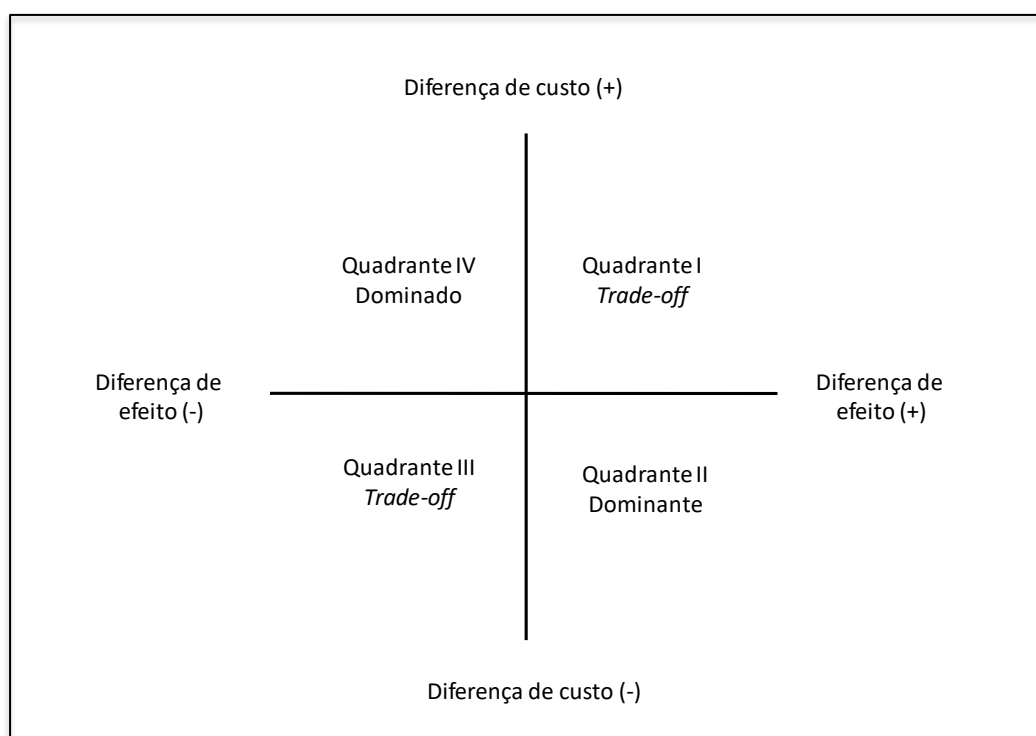 Diferença de custo (+)
Quadrante IV
Dominado
Quadrante I
Trade-off
Diferença de
efeito (-)
Diferença de
efeito (+)
Quadrante III
Trade-off
Quadrante II
Dominante
Diferença de custo (-)